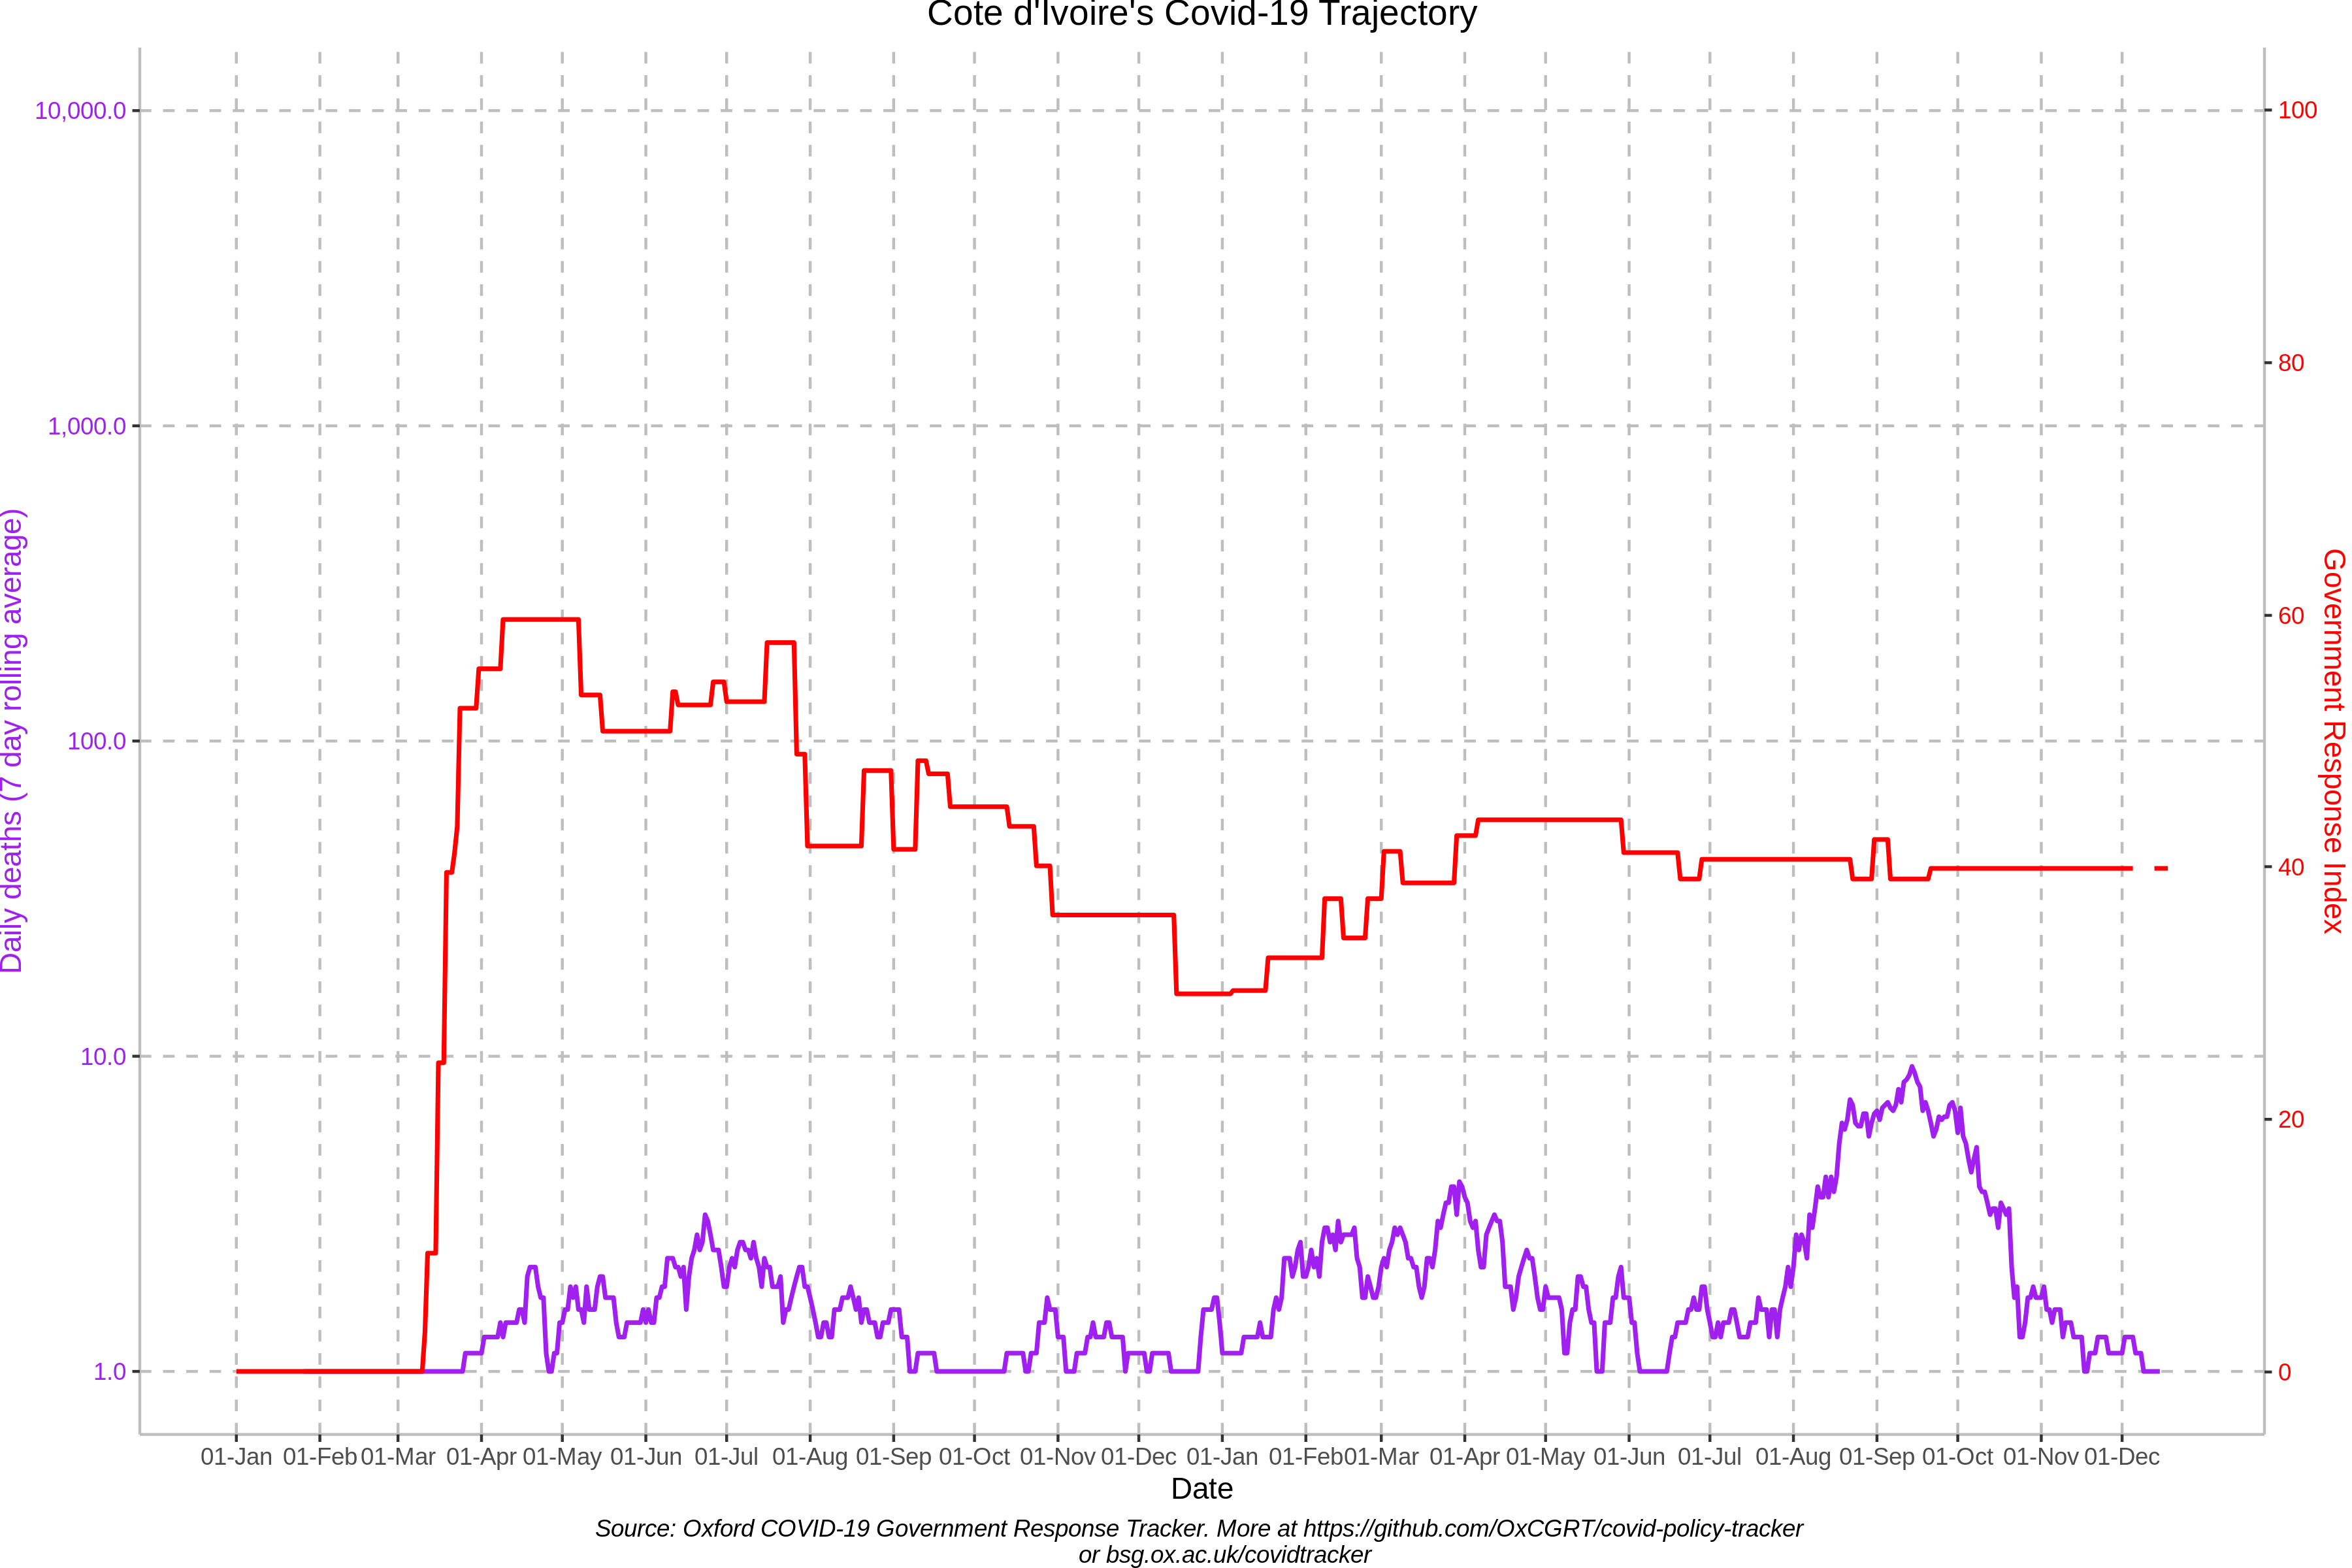 Cote d'Ivoire's Covid-19 Trajectory
10,000.0
1,000.0
100.0
10.0
1.0
Daily deaths (7 day rolling average)
100
80
60
40
20
0
Government Response Index
01-Jan 01-Feb 01-Mar 01-Apr 01-May 01-Jun 01-Jul 01-Aug 01-Sep 01-Oct 01-Nov 01-Dec 01-Jan 01-Feb 01-Mar 01-Apr 01-May 01-Jun 01-Jul 01-Aug 01-Sep 01-Oct 01-Nov 01-Dec
Date
Source: Oxford COVID-19 Government Response Tracker. More at https://github.com/OxCGRT/covid-policy-tracker
or bsg.ox.ac.uk/covidtracker